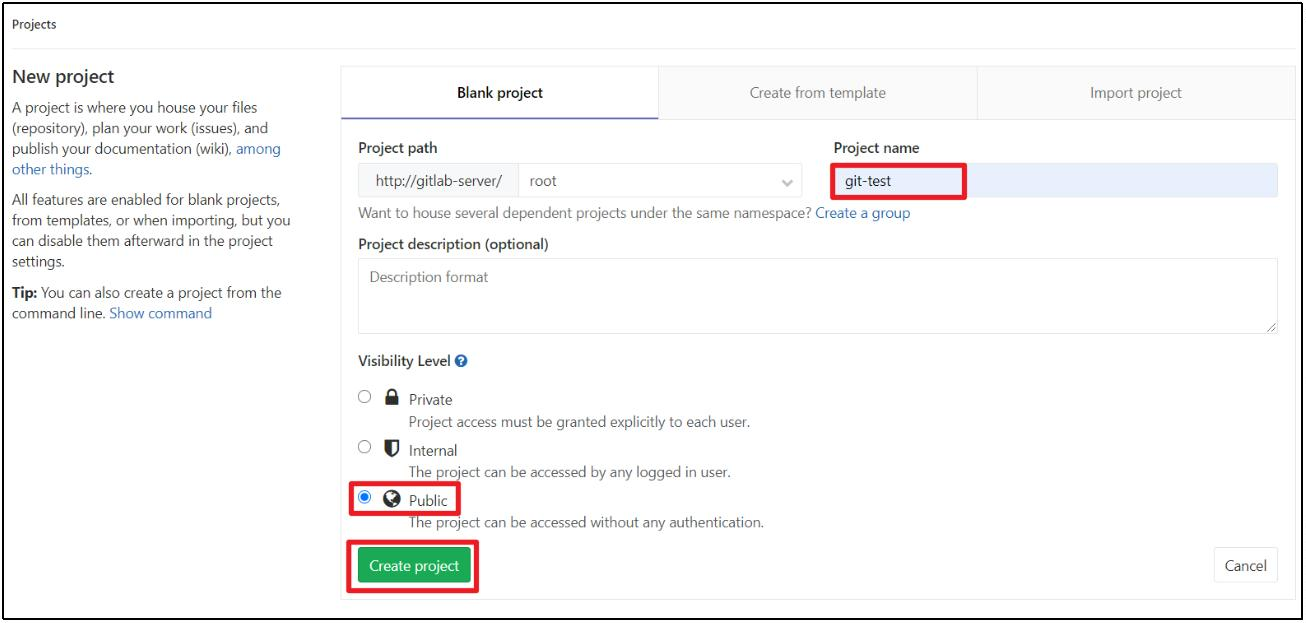 Projects
New project
A project is where you house your files
(repository), plan your work (issues), and
publish your documentation (wiki), among
other things.
All features are enabled for blank projects,
from templates, or when importing, but you
can disable them afterward in the project
settings.
Tip: You can also create a project from the
command line. Show command
Blank project
Create from template
Import project
Project path
Project name
http://gitlab-server/
root
git-test
Want to house several dependent projects under the same namespace? Create a group
Project description (optional)
Description format
Visibility Level
Private
Project access must be granted explicitly to each user.
Internal
The project can be accessed by any logged in user.
Public
The project can be accessed without any authentication.
Create project
Cancel